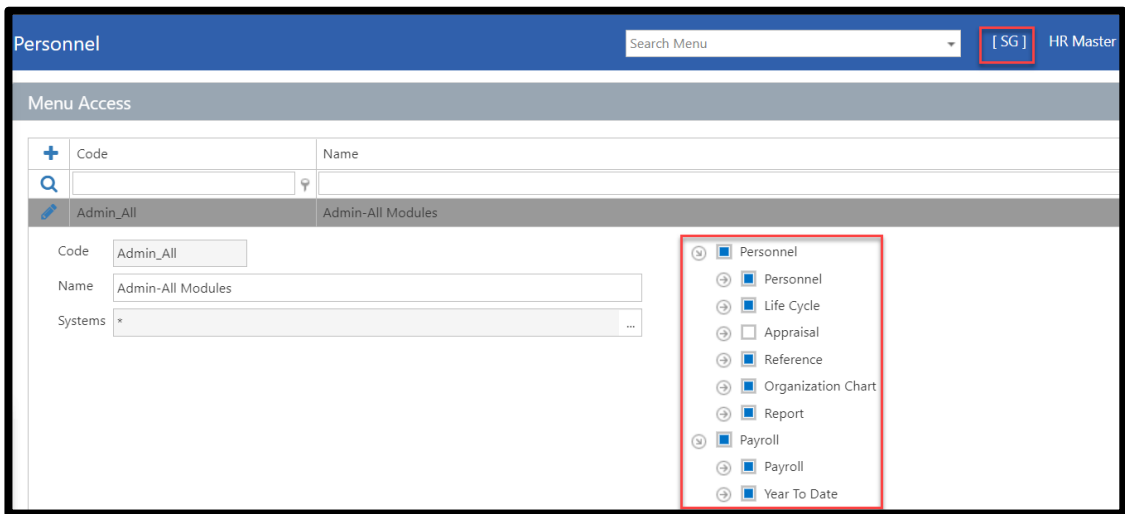 Personnel
Search Menu
[ SG ]
HR Master
Menu Access
Code Name
Admin_All Admin-All Modules
Code Admin_All
Name Admin-All Modules
Systems * ...
Personnel
Personnel
Life Cycle
Appraisal
Reference
Organization Chart
Report
Payroll
Payroll
Year To Date